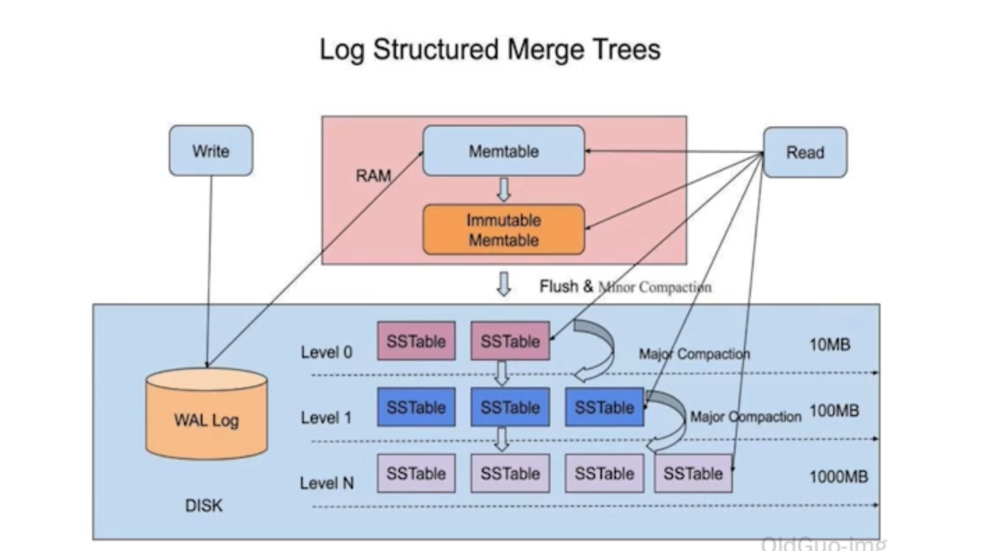 Log Structured Merge Trees
Write
RAM
Memtable
Immutable
Memtable
Read
Flush & Minor Compaction
Level 0
SSTable
SSTable
Major Compaction
10MB
WAL Log
Level 1
SSTable
SSTable
SSTable
Major Compaction
100MB
Level N
SSTable
SSTable
SSTable
SSTable
1000MB
DISK
OldGuo-img